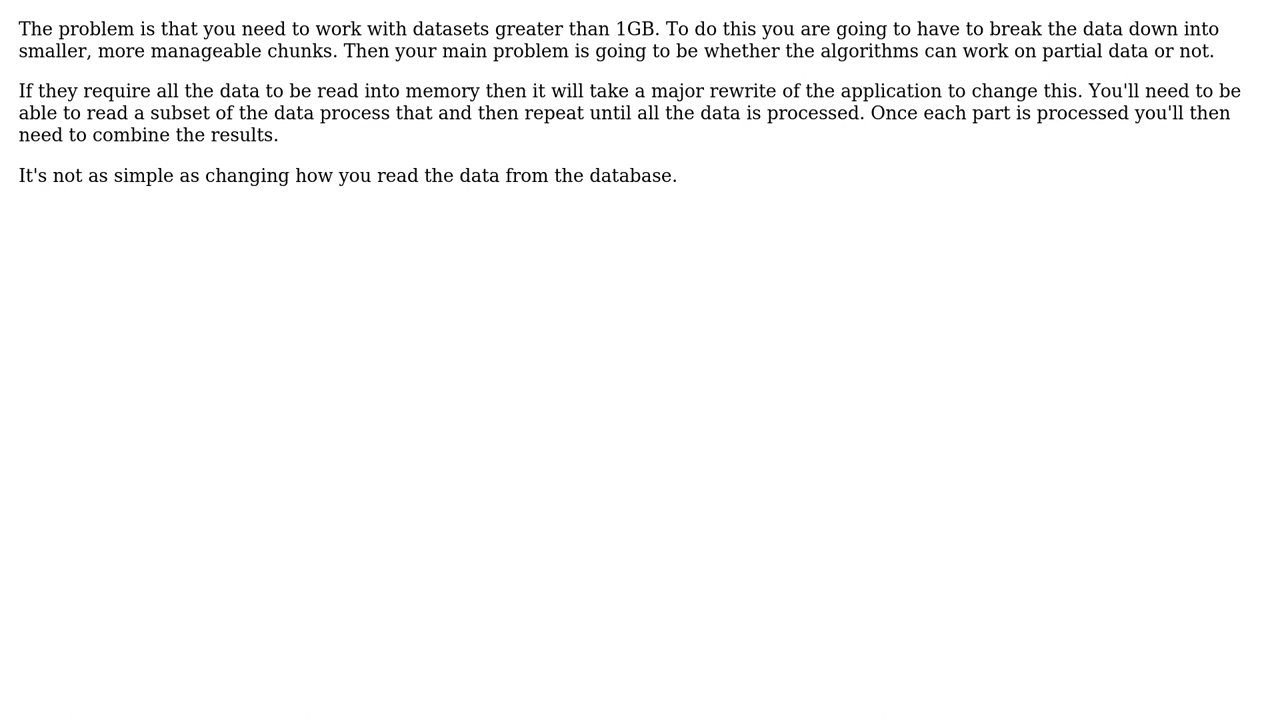 The problem is that you need to work with datasets greater than 1GB. To do this you are going to have to break the data down into
smaller, more manageable chunks. Then your main problem is going to be whether the algorithms can work on partial data or not.
If they require all the data to be read into memory then it will take a major rewrite of the application to change this. You'll need to be
able to read a subset of the data process that and then repeat until all the data is processed. Once each part is processed you'll then
need to combine the results.
It's not as simple as changing how you read the data from the database.